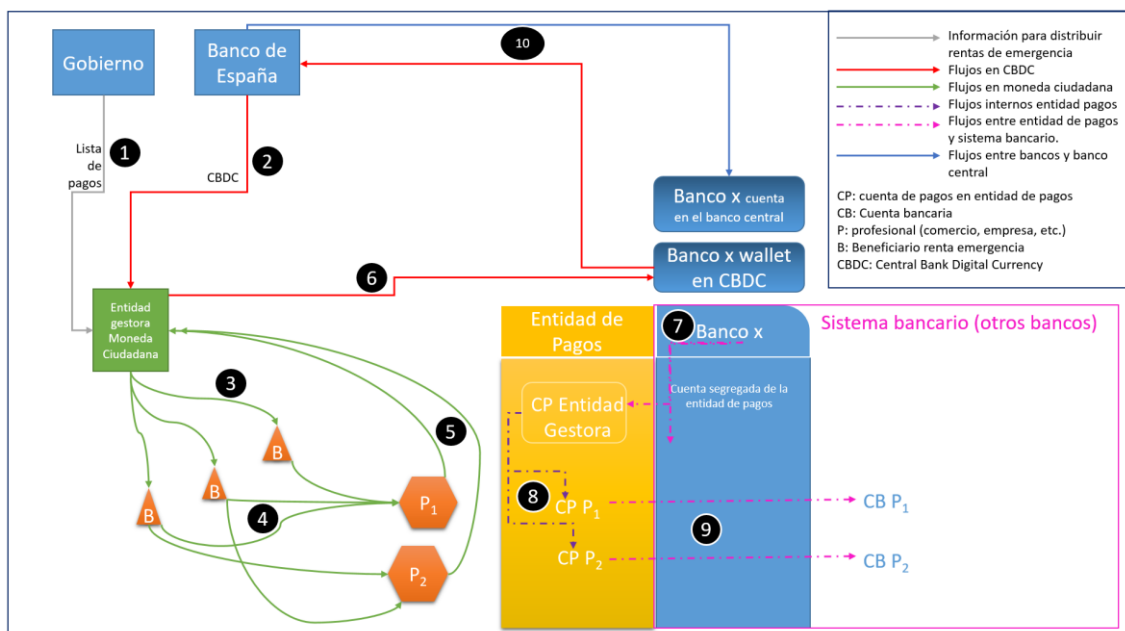 Gobierno
Banco de
España
10
Información para distribuir
rentas de emergencia
Flujos en CBDC
Flujos en moneda ciudadana
Flujos internos entidad pagos
Flujos entre entidad de pagos
y sistema bancario.
Flujos entre bancos y banco
central
CP: cuenta de pagos en entidad de pagos
CB: Cuenta bancaria
P: profesional (comercio, empresa, etc.)
B: Beneficiario renta emergencia
CBDC: Central Bank Digital Currency
Lista
de
pagos
1
2
CBDC
Banco x cuenta
en el banco central
Banco x wallet
en CBDC
6
Entidad
gestora
Moneda
Ciudadana
3
B
B
B
4
5
P1
P2
Entidad de
Pagos
7
Banco x
Sistema bancario (otros bancos)
Cuenta segregada de la
entidad de pagos
CP Entidad
Gestora
8
CP P1
CP P2
9
CB P1
CB P2